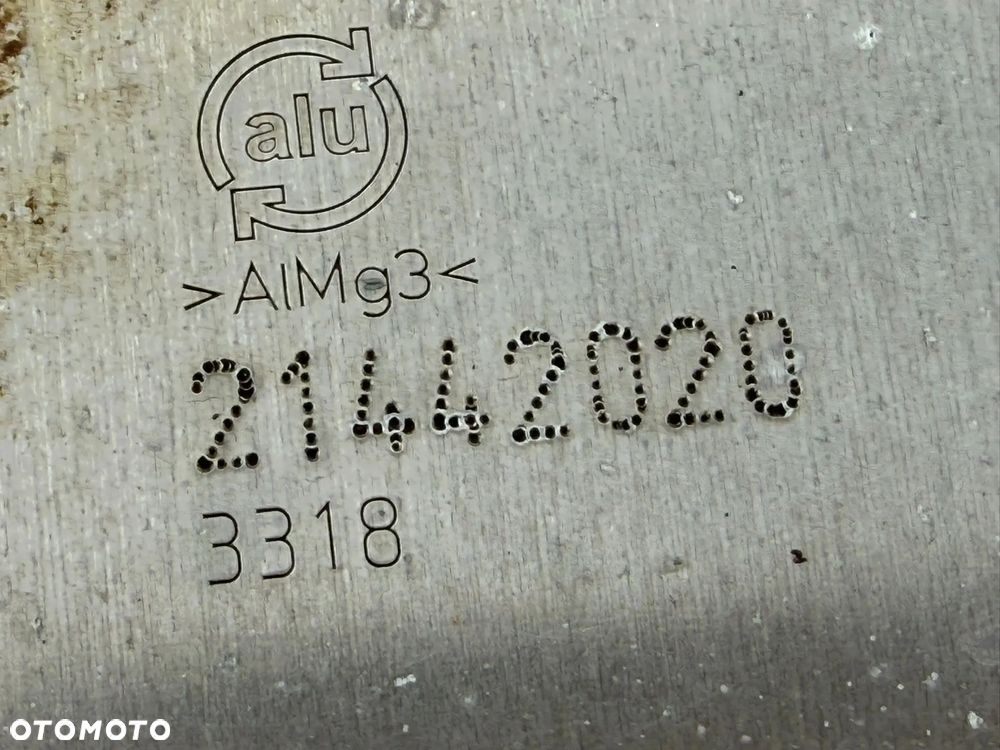 alu
>AlMg3<
21442020
3318
OTOMOTO